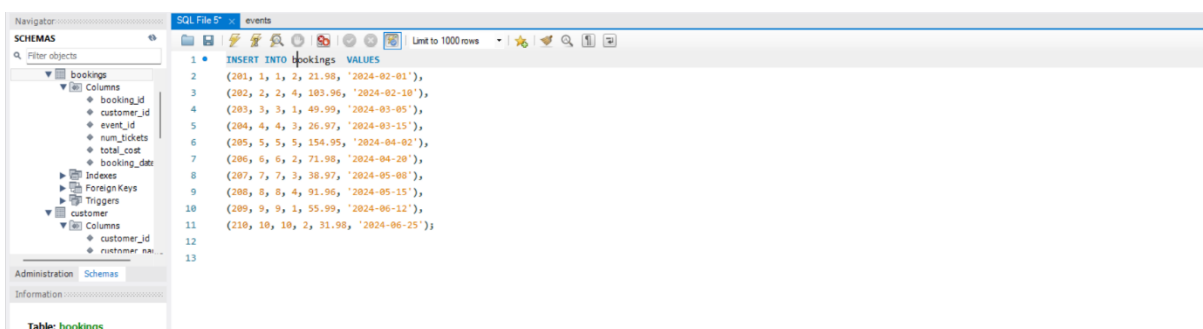 Navigator
SCHEMAS
Filter objects
bookings
Columns
booking_id
customer_id
event_id
num_tickets
total_cost
booking_date
Indexes
Foreign Keys
Triggers
customer
Columns
customer_id
Administration Schemas
Information
Table: bookings
SQL File 5* events
Limit to 1000 rows
1 INSERT INTO bookings VALUES
2 (201, 1, 1, 2, 21.98, '2024-02-01'),
3 (202, 2, 2, 4, 103.96, '2024-02-10'),
4 (203, 3, 3, 1, 49.99, '2024-03-05'),
5 (204, 4, 4, 3, 26.97, '2024-03-15'),
6 (205, 5, 5, 5, 154.95, '2024-04-02'),
7 (206, 6, 6, 2, 71.98, '2024-04-20'),
8 (207, 7, 7, 3, 38.97, '2024-05-08'),
9 (208, 8, 8, 4, 91.96, '2024-05-15'),
10 (209, 9, 9, 1, 55.99, '2024-06-12'),
11 (210, 10, 10, 2, 31.98, '2024-06-25');
12
13